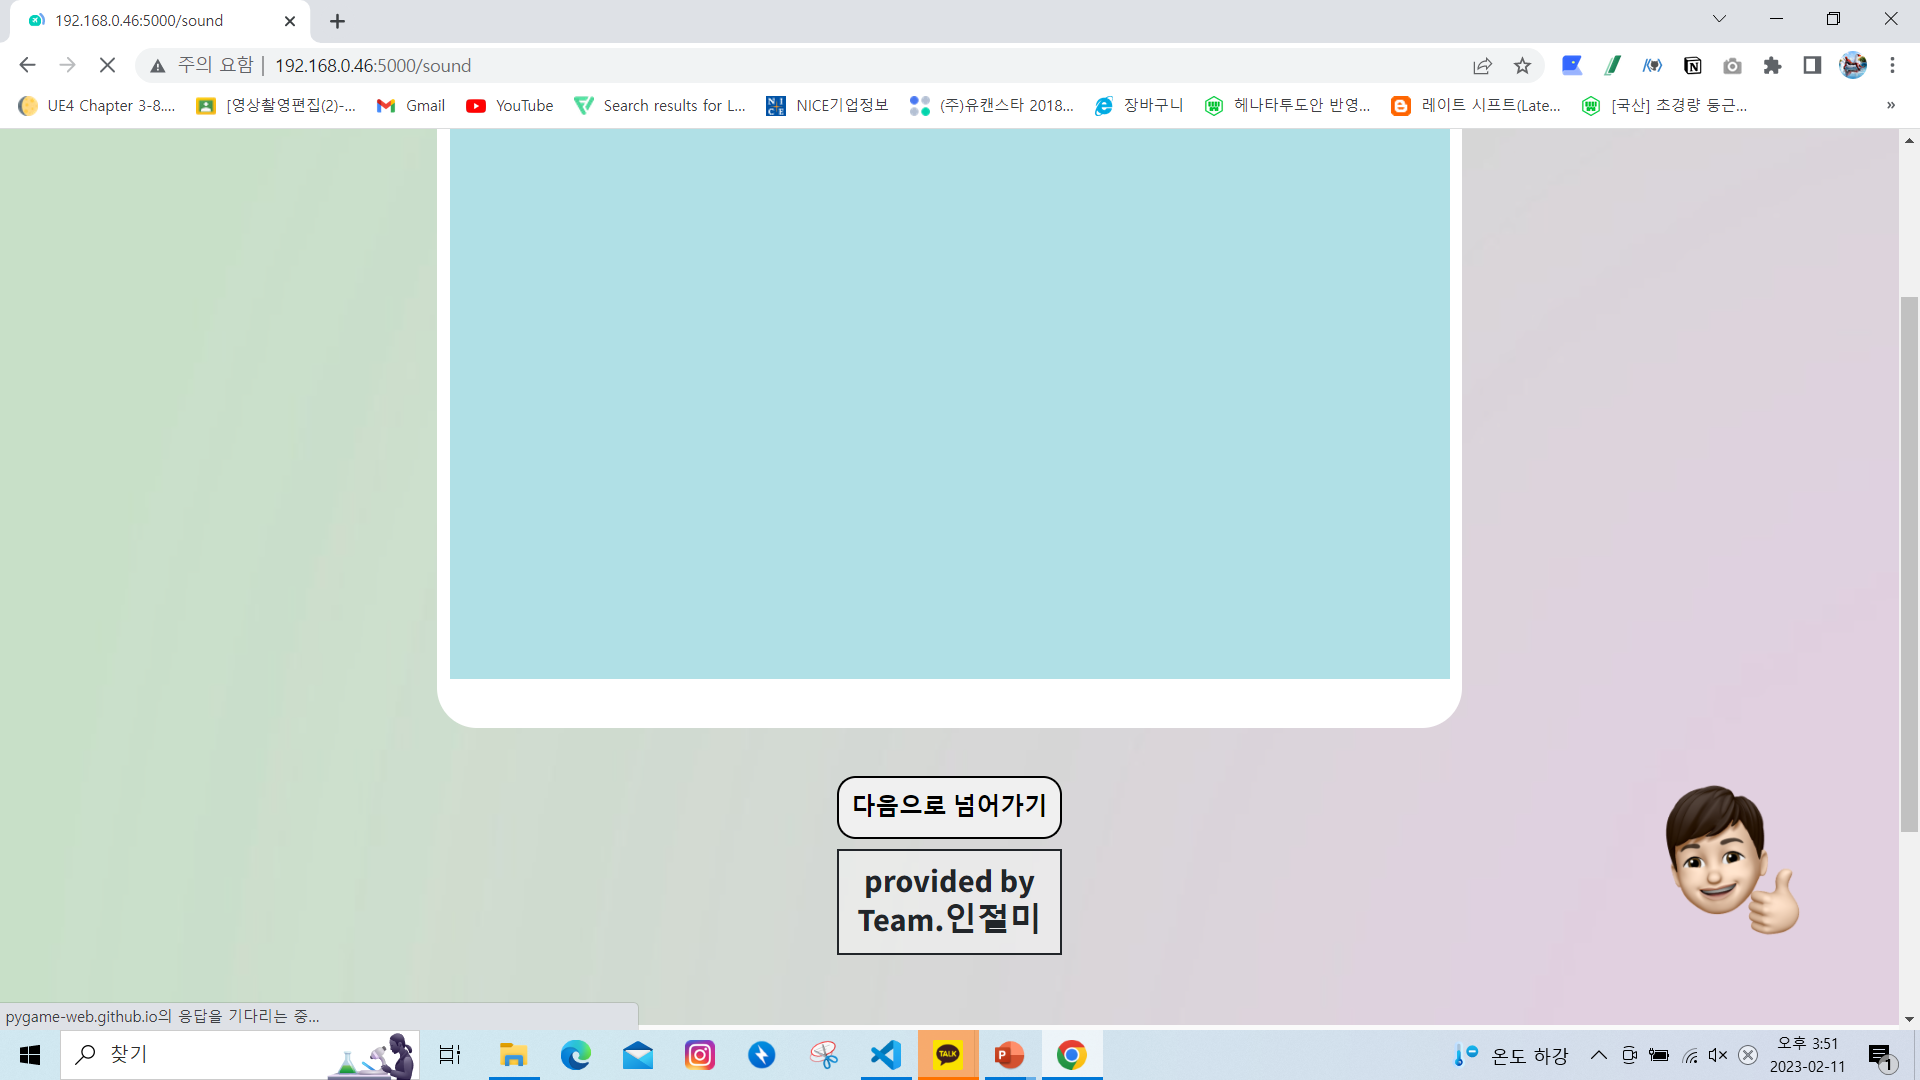 192.168.0.46:5000/sound
주의 요함 | 192.168.0.46:5000/sound
UE4 Chapter 3-8.... [영상촬영편집(2)-... Gmail YouTube Search results for L... NICE NICE기업정보 (주)유캔스타 2018... 장바구니 헤나타투도안 반영... 레이트 시프트(Late... [국산] 초경량 둥근... »
다음으로 넘어가기
provided by
Team.인절미
pygame-web.github.io의 응답을 기다리는 중...
찾기 TALK P 온도 하강 오후 3:51
2023-02-11 1